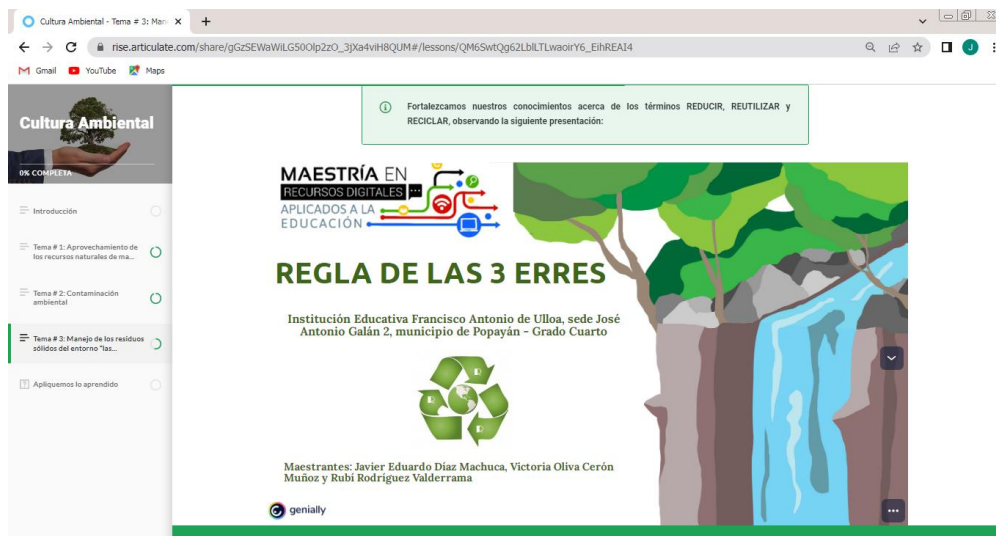 Cultura Ambiental - Tema # 3: Man
rise.articulate.com/share/gGzSEWaWiLG50Olp2zO_3jXa4viH8QUM#/lessons/QM6SwtQg62LblLTLwaoirY6_EihREAI4
J
Gmail YouTube Maps
Cultura Ambiental
0% COMPLETA
Introducción
Tema # 1: Aprovechamiento de
los recursos naturales de ma...
Tema # 2: Contaminación
ambiental
Tema # 3: Manejo de los residuos
sólidos del entorno "las...
Apliquemos lo aprendido
Fortalezcamos nuestros conocimientos acerca de los términos REDUCIR, REUTILIZAR y
RECICLAR, observando la siguiente presentación:
MAESTRÍA EN
RECURSOS DIGITALES
APLICADOS A LA
EDUCACIÓN
REGLA DE LAS 3 ERRES
Institución Educativa Francisco Antonio de Ulloa, sede José
Antonio Galán 2, municipio de Popayán - Grado Cuarto
Maestrantes: Javier Eduardo Díaz Machuca, Victoria Oliva Cerón
Muñoz y Rubi Rodríguez Valderrama
genially